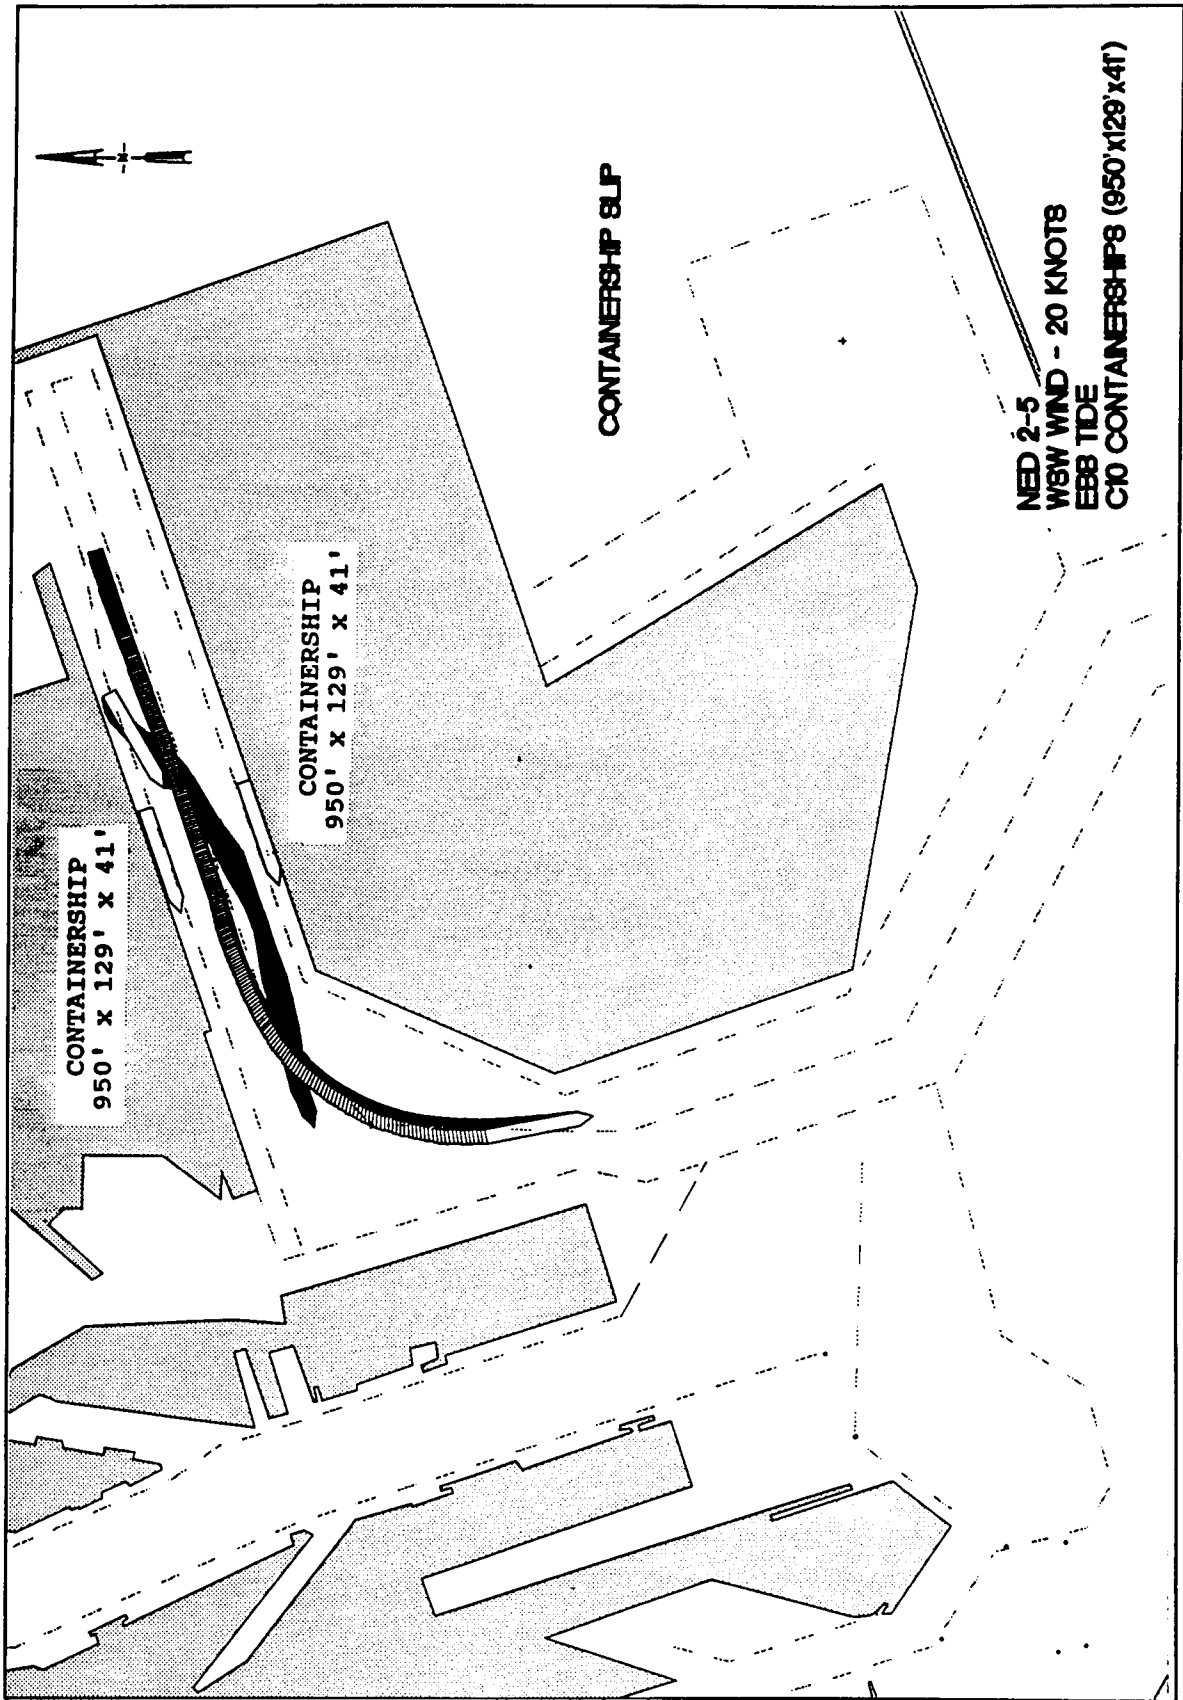 CONTAINERSHIP
950' x 129' x 41'
CONTAINERSHIP
950' x 129' x 41'
CONTAINERSHIP SLIP
NED 2-5
WSW WIND - 20 KNOTS
EBB TIDE
C10 CONTAINERSHIPS (950'x129'x41')